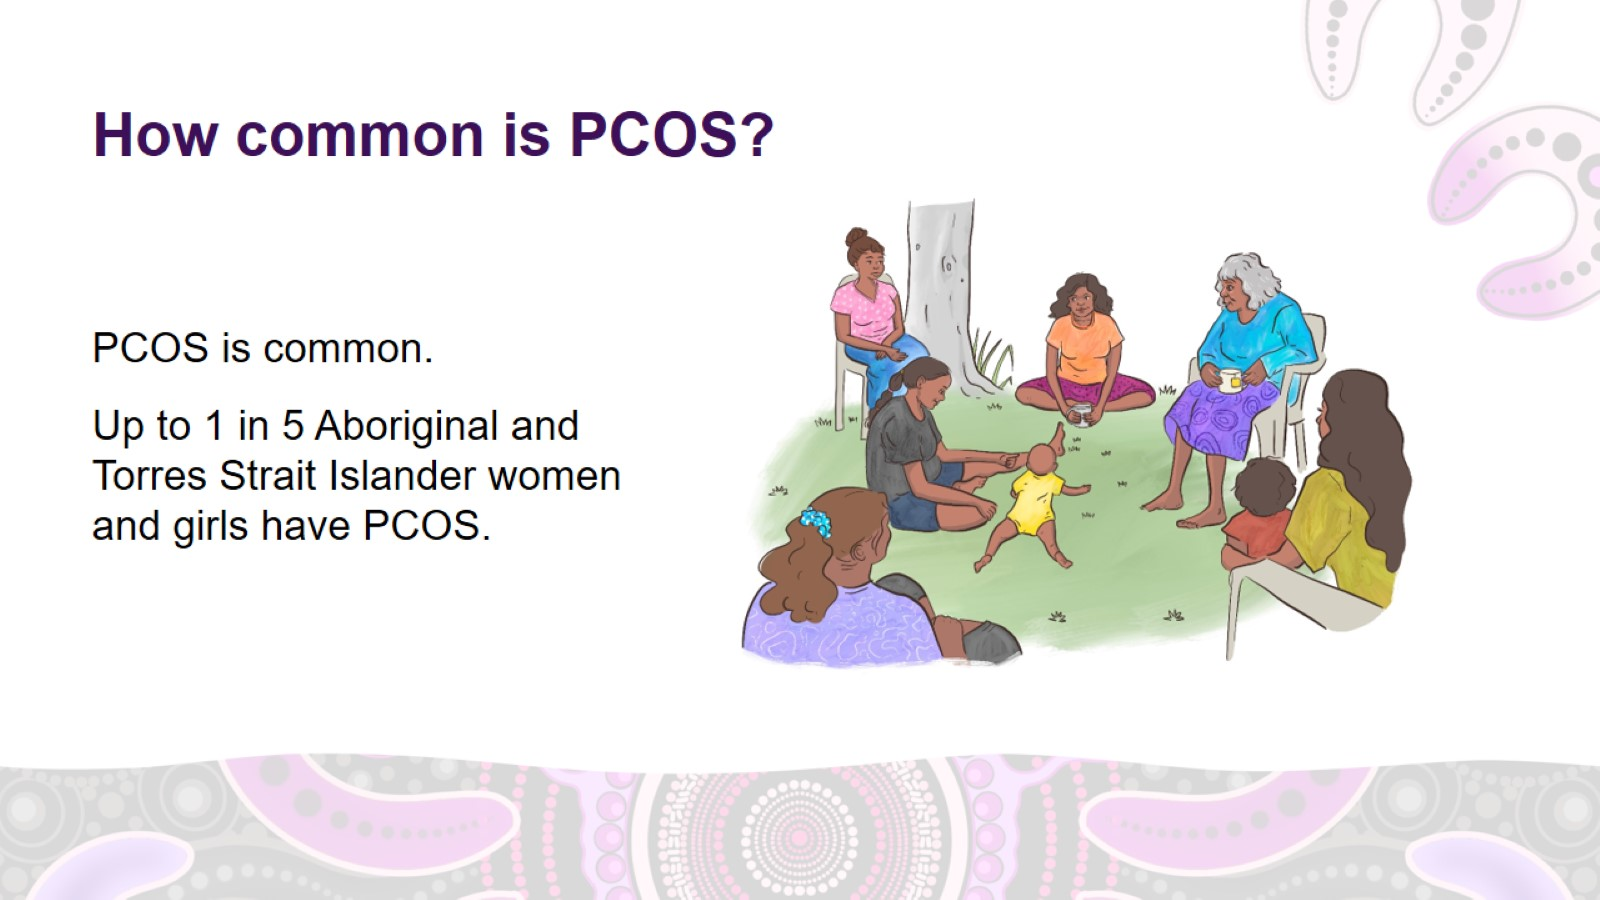 How common is PCOS?
PCOS is common.
Up to 1 in 5 Aboriginal and
Torres Strait Islander women
and girls have PCOS.